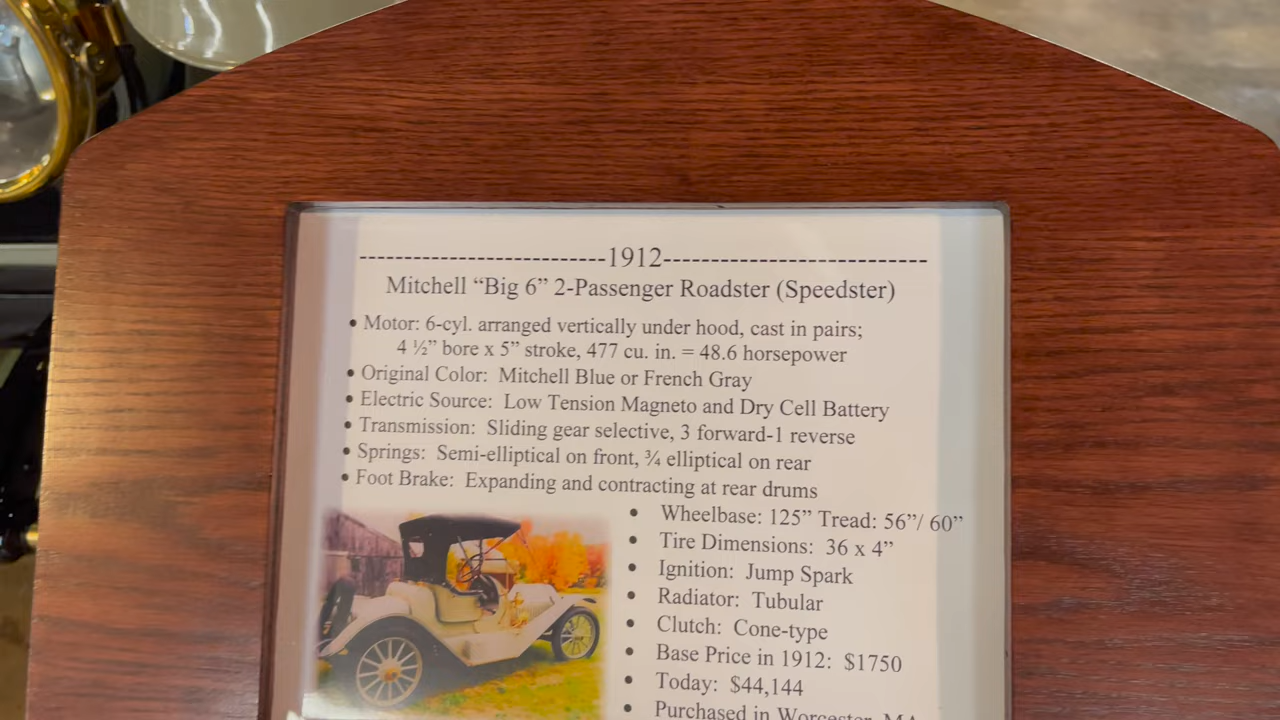 -------------------------1912---------------------------
Mitchell “Big 6” 2-Passenger Roadster (Speedster)
• Motor: 6-cyl. arranged vertically under hood, cast in pairs;
4 ½” bore x 5” stroke, 477 cu. in. = 48.6 horsepower
• Original Color: Mitchell Blue or French Gray
• Electric Source: Low Tension Magneto and Dry Cell Battery
• Transmission: Sliding gear selective, 3 forward-1 reverse
• Springs: Semi-elliptical on front, ¾ elliptical on rear
• Foot Brake: Expanding and contracting at rear drums
• Wheelbase: 125” Tread: 56”/ 60”
• Tire Dimensions: 36 x 4”
• Ignition: Jump Spark
• Radiator: Tubular
• Clutch: Cone-type
• Base Price in 1912: $1750
• Today: $44,144
• Purchased in Worcester, MA